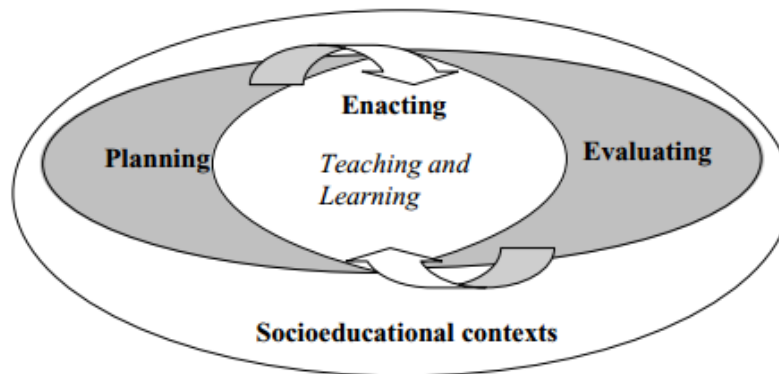 Enacting
Planning
Teaching and
Learning
Evaluating
Socioeducational contexts